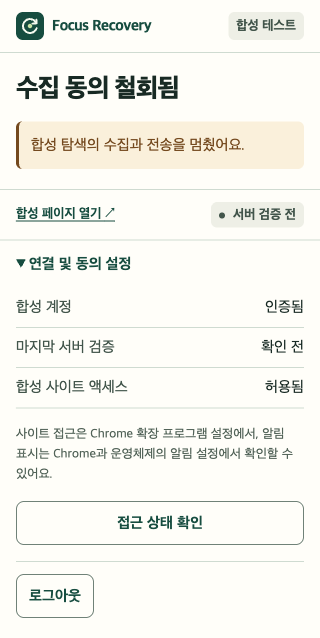 Focus Recovery
합성 테스트
수집 동의 철회됨
합성 탐색의 수집과 전송을 멈췄어요.
합성 페이지 열기 ↗
● 서버 검증 전
▼ 연결 및 동의 설정
합성 계정
인증됨
마지막 서버 검증
확인 전
합성 사이트 액세스
허용됨
사이트 접근은 Chrome 확장 프로그램 설정에서, 알림
표시는 Chrome과 운영체제의 알림 설정에서 확인할 수
있어요.
접근 상태 확인
로그아웃